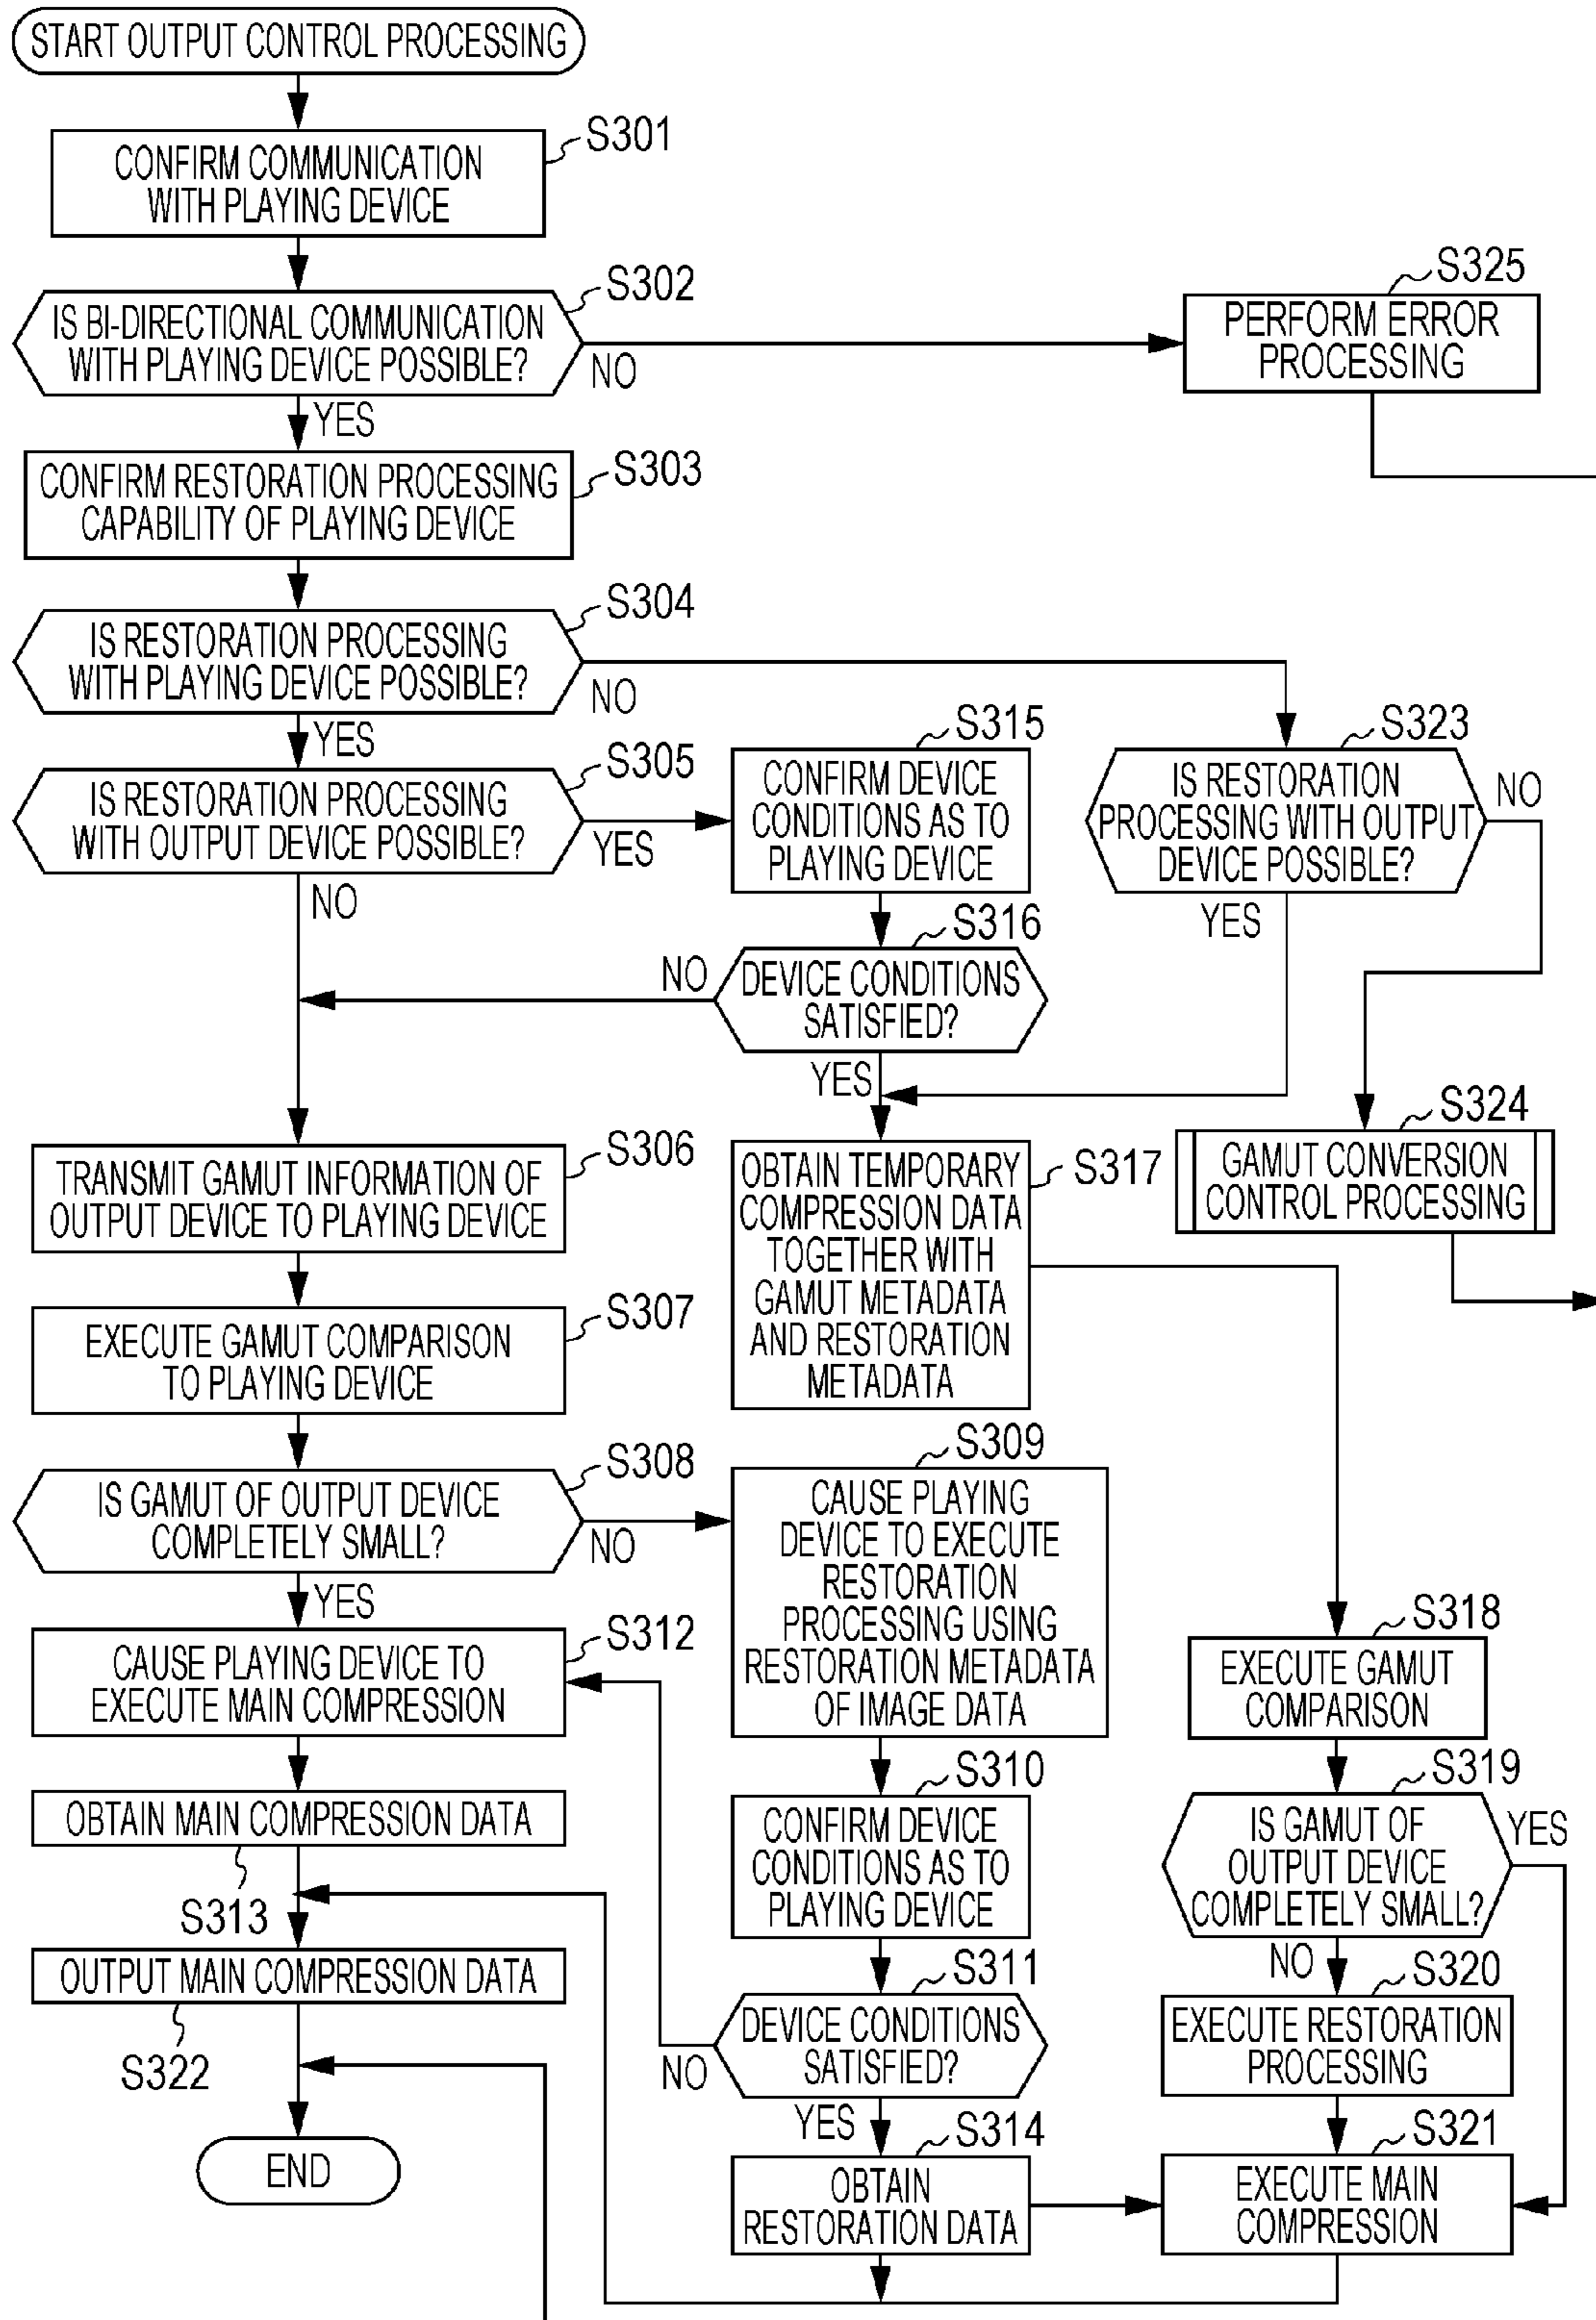 START OUTPUT CONTROL PROCESSING
S301
CONFIRM COMMUNICATION
WITH PLAYING DEVICE
S302
IS BI-DIRECTIONAL COMMUNICATION
WITH PLAYING DEVICE POSSIBLE?
NO
YES
S325
PERFORM ERROR
PROCESSING
S303
CONFIRM RESTORATION PROCESSING
CAPABILITY OF PLAYING DEVICE
S304
IS RESTORATION PROCESSING
WITH PLAYING DEVICE POSSIBLE?
NO
YES
S305
IS RESTORATION PROCESSING
WITH OUTPUT DEVICE POSSIBLE?
YES
NO
S315
CONFIRM DEVICE
CONDITIONS AS TO
PLAYING DEVICE
S323
IS RESTORATION
PROCESSING WITH OUTPUT
DEVICE POSSIBLE?
NO
YES
S316
NO
DEVICE CONDITIONS
SATISFIED?
YES
S306
TRANSMIT GAMUT INFORMATION OF
OUTPUT DEVICE TO PLAYING DEVICE
S317
OBTAIN TEMPORARY
COMPRESSION DATA
TOGETHER WITH
GAMUT METADATA
AND RESTORATION
METADATA
S324
GAMUT CONVERSION
CONTROL PROCESSING
S307
EXECUTE GAMUT COMPARISON
TO PLAYING DEVICE
S308
IS GAMUT OF OUTPUT DEVICE
COMPLETELY SMALL?
NO
YES
S309
CAUSE PLAYING
DEVICE TO EXECUTE
RESTORATION
PROCESSING USING
RESTORATION METADATA
OF IMAGE DATA
S312
CAUSE PLAYING DEVICE TO
EXECUTE MAIN COMPRESSION
S318
EXECUTE GAMUT
COMPARISON
OBTAIN MAIN COMPRESSION DATA
S313
S310
CONFIRM DEVICE
CONDITIONS AS TO
PLAYING DEVICE
S319
IS GAMUT OF
OUTPUT DEVICE
COMPLETELY SMALL?
YES
NO
OUTPUT MAIN COMPRESSION DATA
S322
S311
DEVICE CONDITIONS
SATISFIED?
NO
YES
S320
EXECUTE RESTORATION
PROCESSING
END
S314
OBTAIN
RESTORATION DATA
S321
EXECUTE MAIN
COMPRESSION